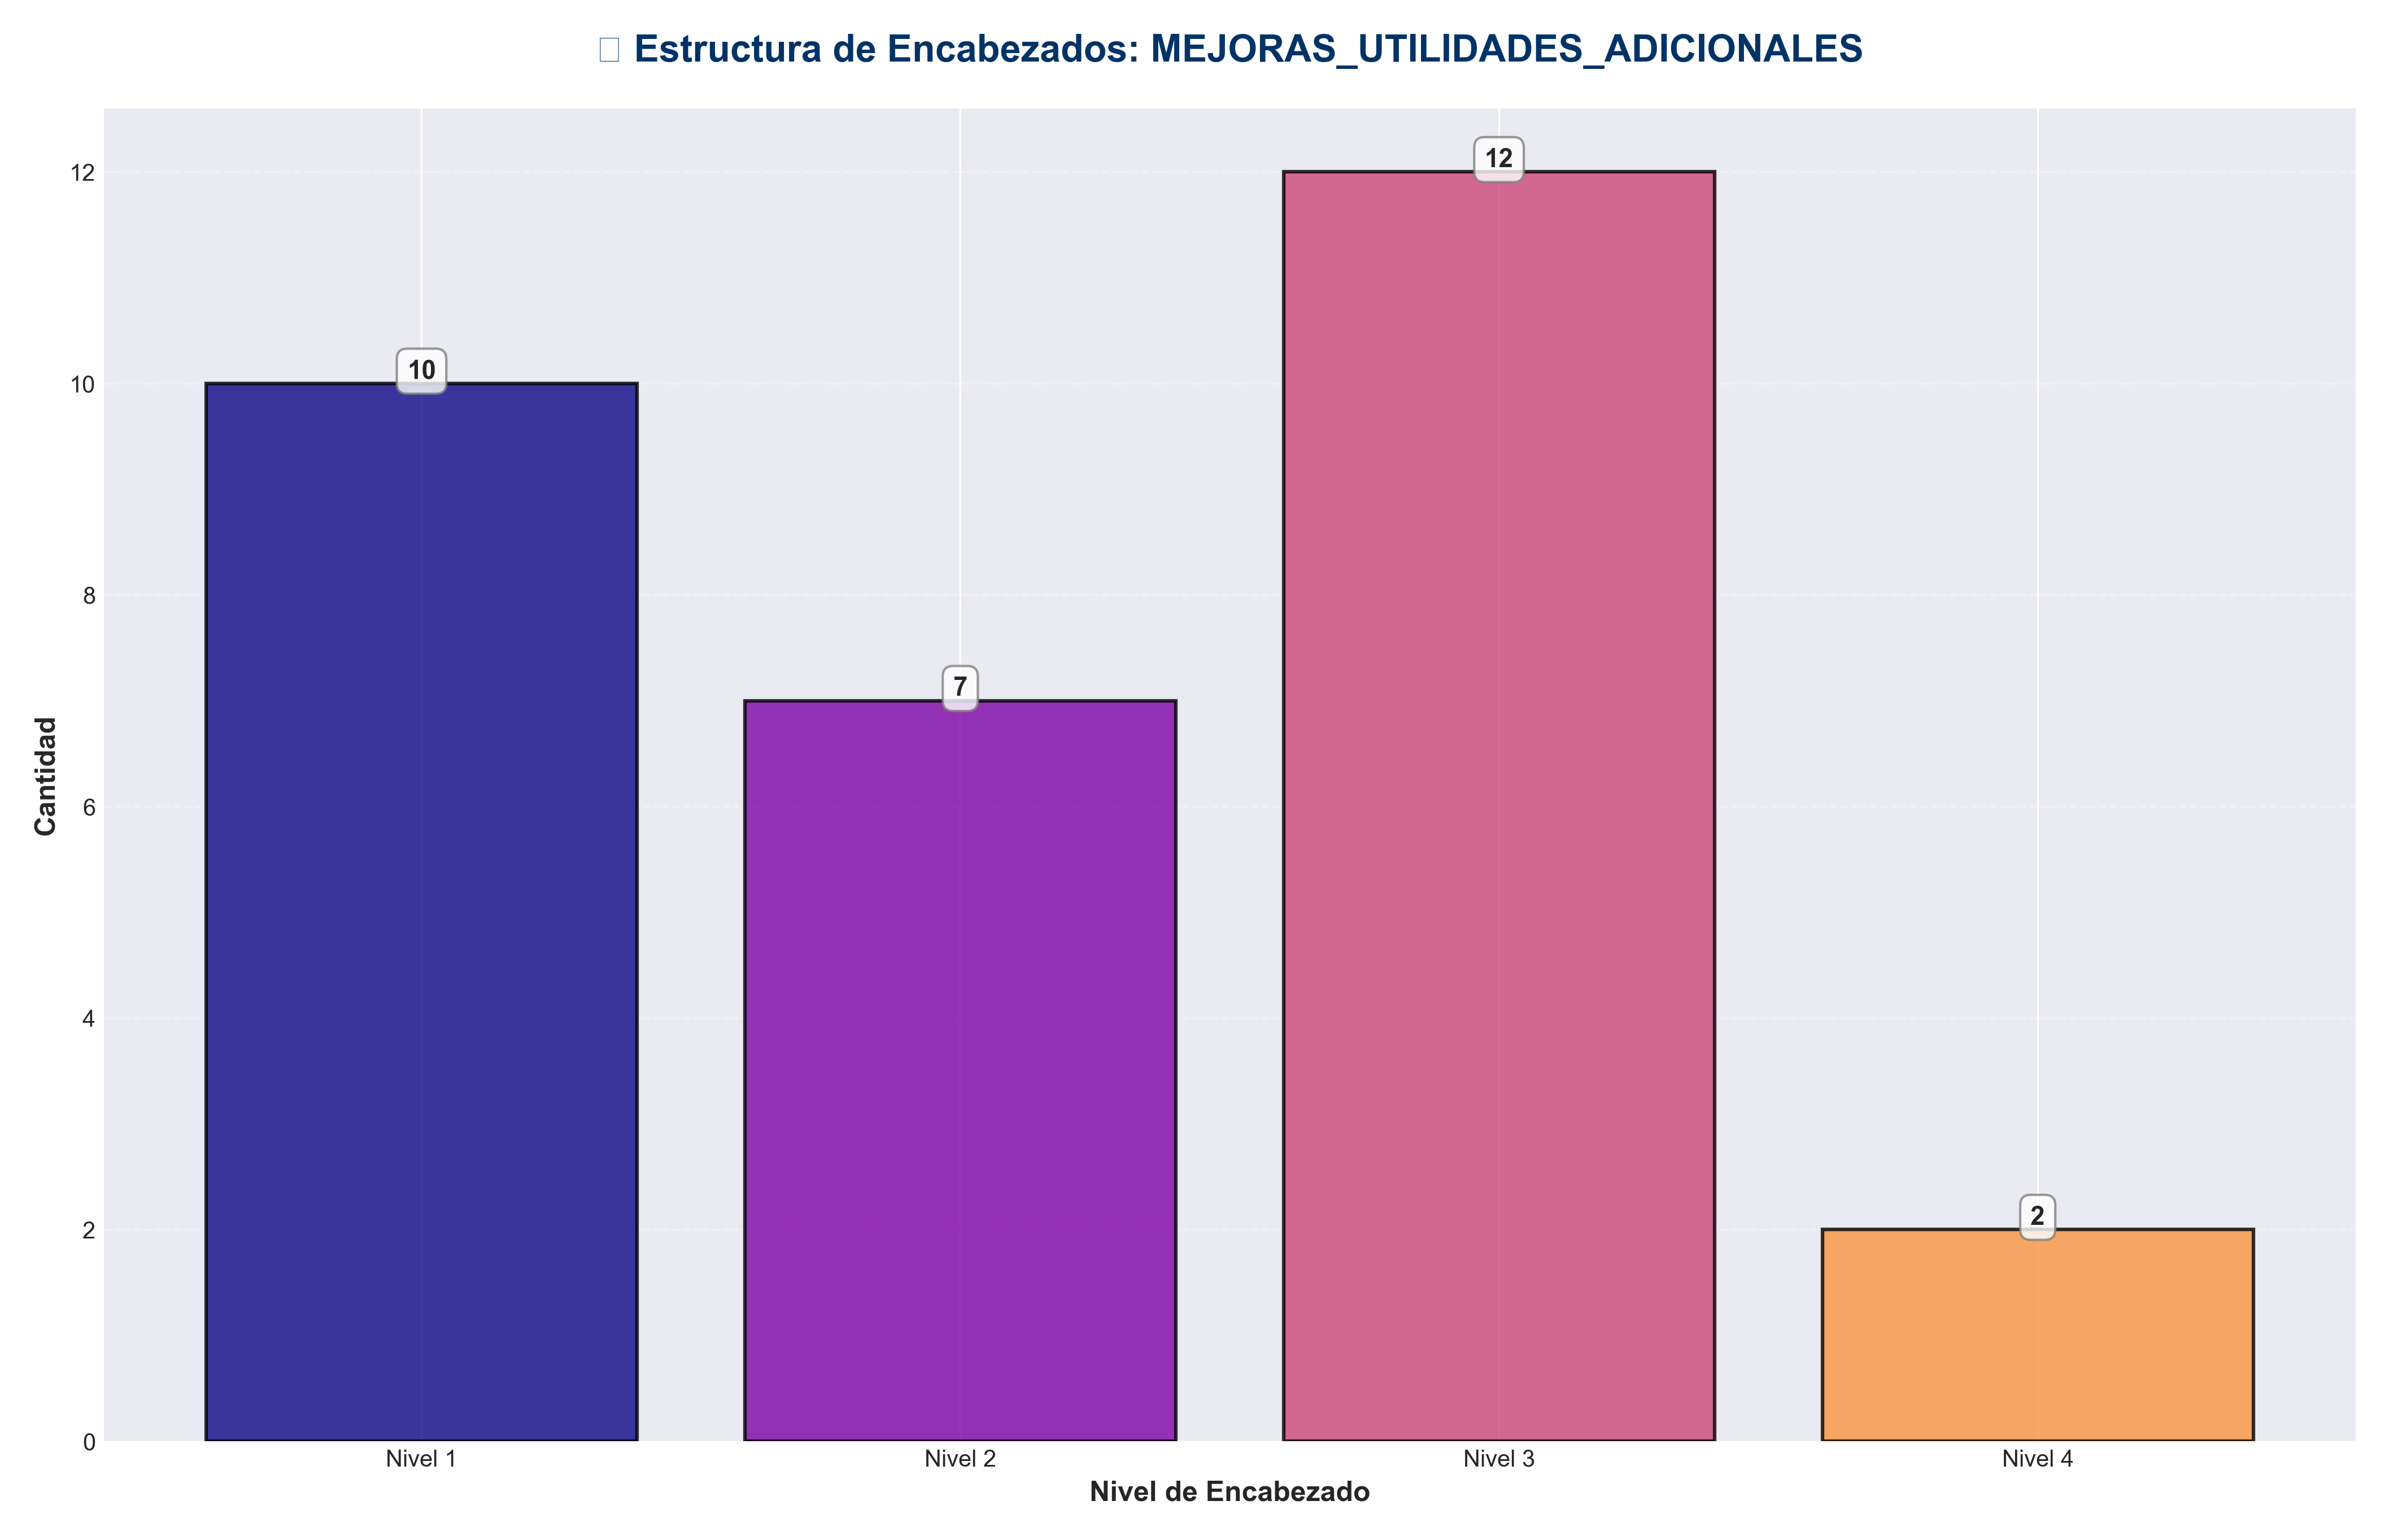 Estructura de Encabezados: MEJORAS_UTILIDADES_ADICIONALES
12
10
8
6
4
2
0
Cantidad
10
7
12
2
Nivel 1
Nivel 2
Nivel 3
Nivel 4
Nivel de Encabezado